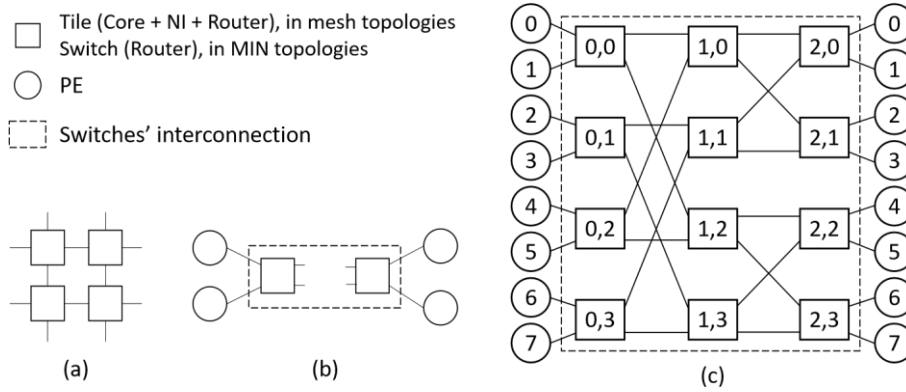 Tile (Core + NI + Router), in mesh topologies
Switch (Router), in MIN topologies
PE
Switches' interconnection
(a)
(b)
0 0,0 1,0 2,0 0
1 1
2 0,1 1,1 2,1 2
3 3
4 0,2 1,2 2,2 4
5 5
6 0,3 1,3 2,3 6
7 7
(c)